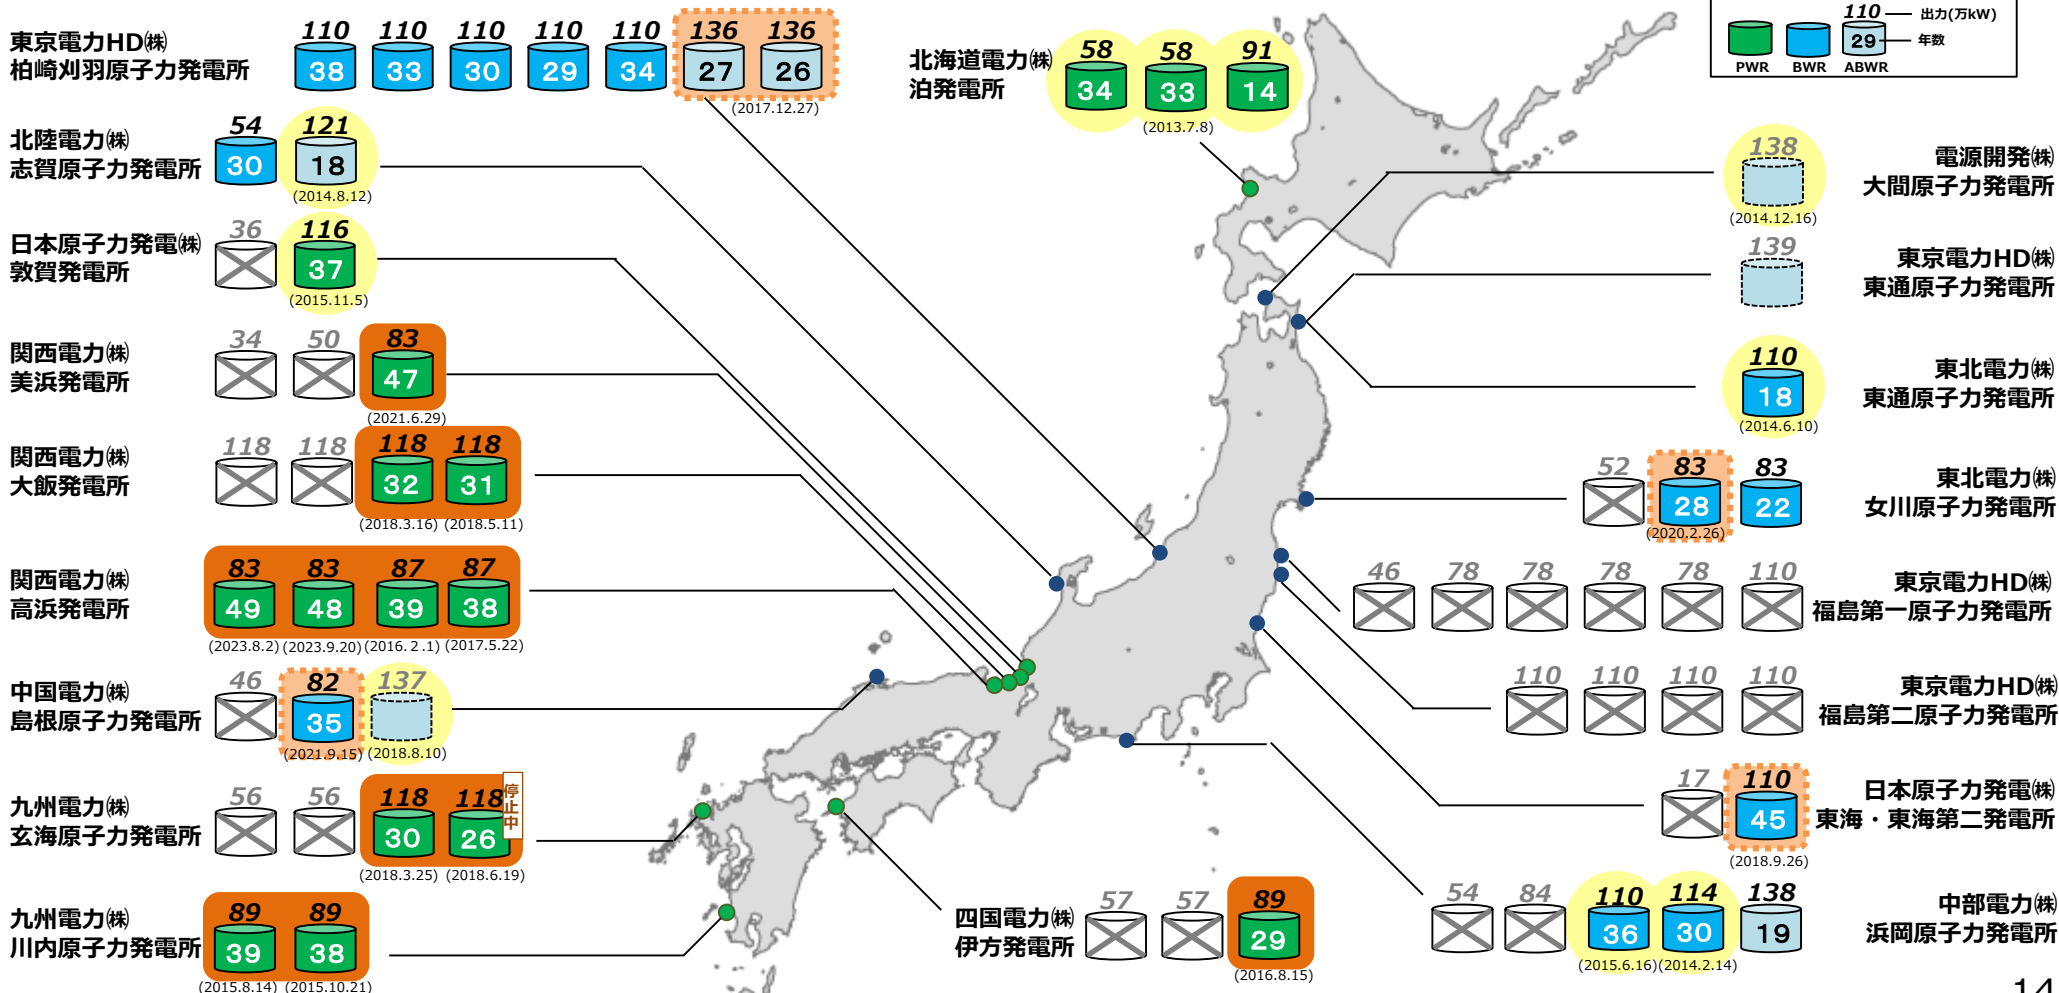 東京電力HD㈱
柏崎刈羽原子力発電所
110 110 110 110 110 136 136
38 33 30 29 34 27 26
(2017.12.27)
北陸電力㈱
志賀原子力発電所
54 121
30 18
(2014.8.12)
日本原子力発電㈱
敦賀発電所
36 116
37
(2015.11.5)
関西電力㈱
美浜発電所
34 50 83
47
(2021.6.29)
関西電力㈱
大飯発電所
118 118 118 118
32 31
(2018.3.16) (2018.5.11)
関西電力㈱
高浜発電所
83 83 87 87
49 48 39 38
(2023.8.2) (2023.9.20) (2016.2.1) (2017.5.22)
中国電力㈱
島根原子力発電所
46 82 137
35
(2021.9.15) (2018.8.10)
九州電力㈱
玄海原子力発電所
56 56 118 118
停止中
30 26
(2018.3.25) (2018.6.19)
九州電力㈱
川内原子力発電所
89 89
39 38
(2015.8.14) (2015.10.21)
北海道電力㈱
泊発電所
58 58 91
34 33 14
(2013.7.8)
四国電力㈱
伊方発電所
57 57 89
29
(2016.8.15)
110 出力(万kW)
29 年数
PWR BWR ABWR
138
電源開発㈱
大間原子力発電所
(2014.12.16)
139
東京電力HD㈱
東通原子力発電所
110
18
東北電力㈱
東通原子力発電所
(2014.6.10)
52 83 83
28 22
東北電力㈱
女川原子力発電所
(2020.2.26)
46 78 78 78 78 110
東京電力HD㈱
福島第一原子力発電所
110 110 110 110
東京電力HD㈱
福島第二原子力発電所
17 110
45
日本原子力発電㈱
東海・東海第二発電所
(2018.9.26)
54 84 110 114 138
36 30 19
中部電力㈱
浜岡原子力発電所
(2015.6.16) (2014.2.14)
14